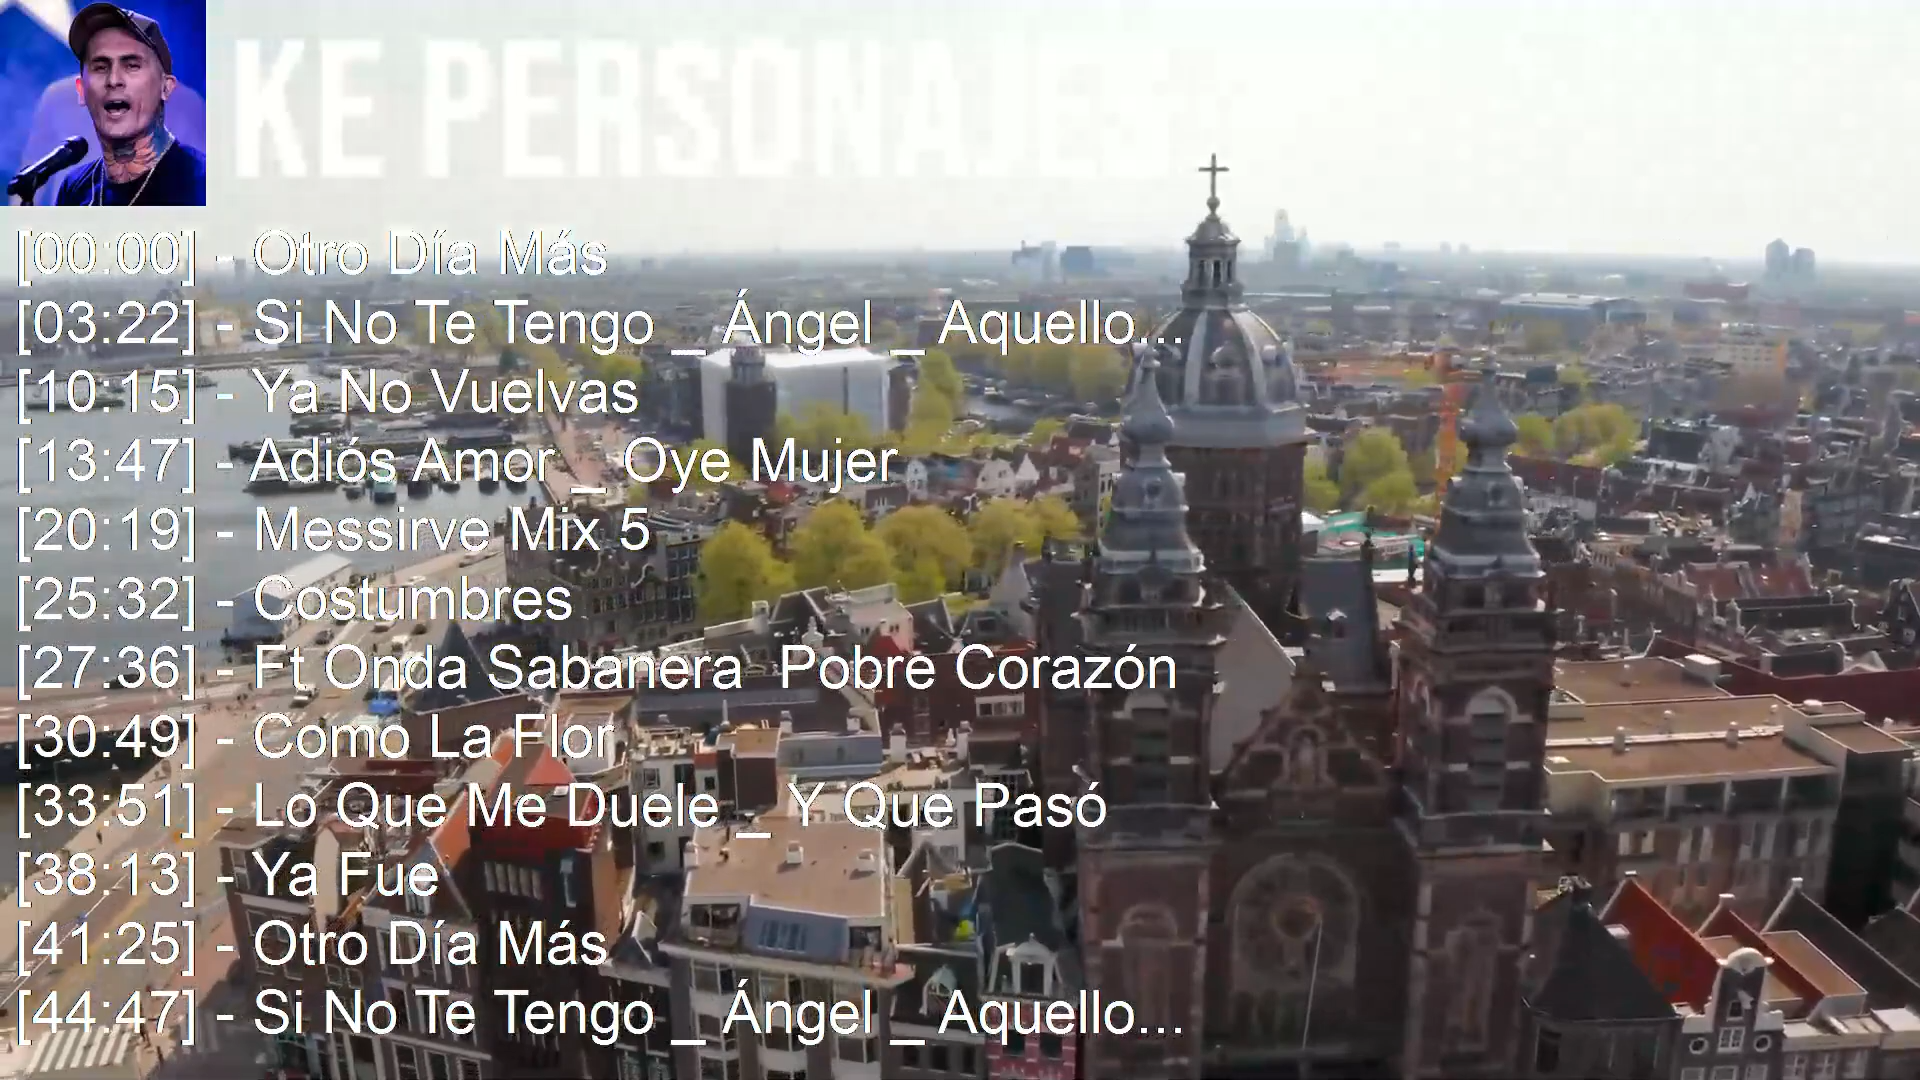 KE PERSONAJES
[00:00] - Otro Día Más
[03:22] - Si No Te Tengo _ Ángel _ Aquello...
[10:15] - Ya No Vuelvas
[13:47] - Adiós Amor _ Oye Mujer
[20:19] - Messirve Mix 5
[25:32] - Costumbres
[27:36] - Ft Onda Sabanera  Pobre Corazón
[30:49] - Como La Flor
[33:51] - Lo Que Me Duele _ Y Que Pasó
[38:13] - Ya Fue
[41:25] - Otro Día Más
[44:47] - Si No Te Tengo _ Ángel _ Aquello...